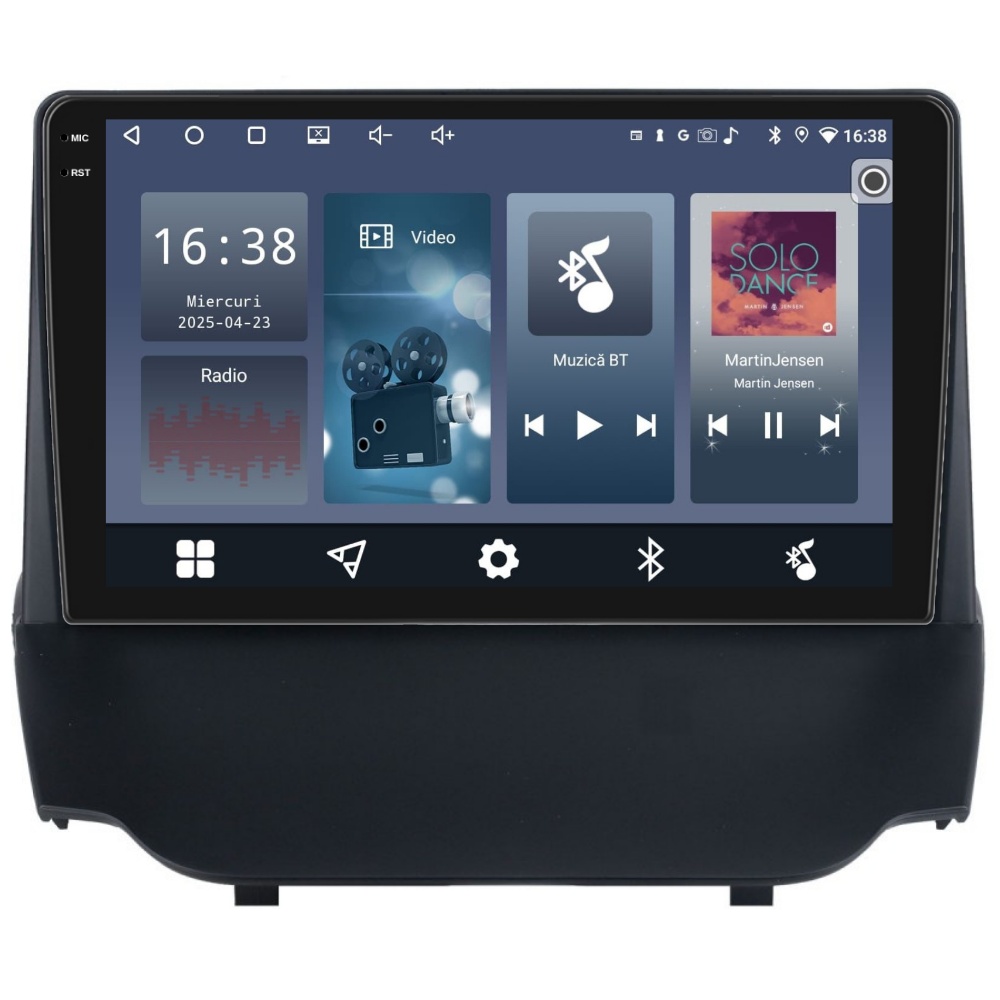 MIC
RST
16:38
16:38
Miercuri
2025-04-23
Radio
Video
Muzică BT
SOLO
DANCE
MARTIN JENSEN
MartinJensen
Martin Jensen